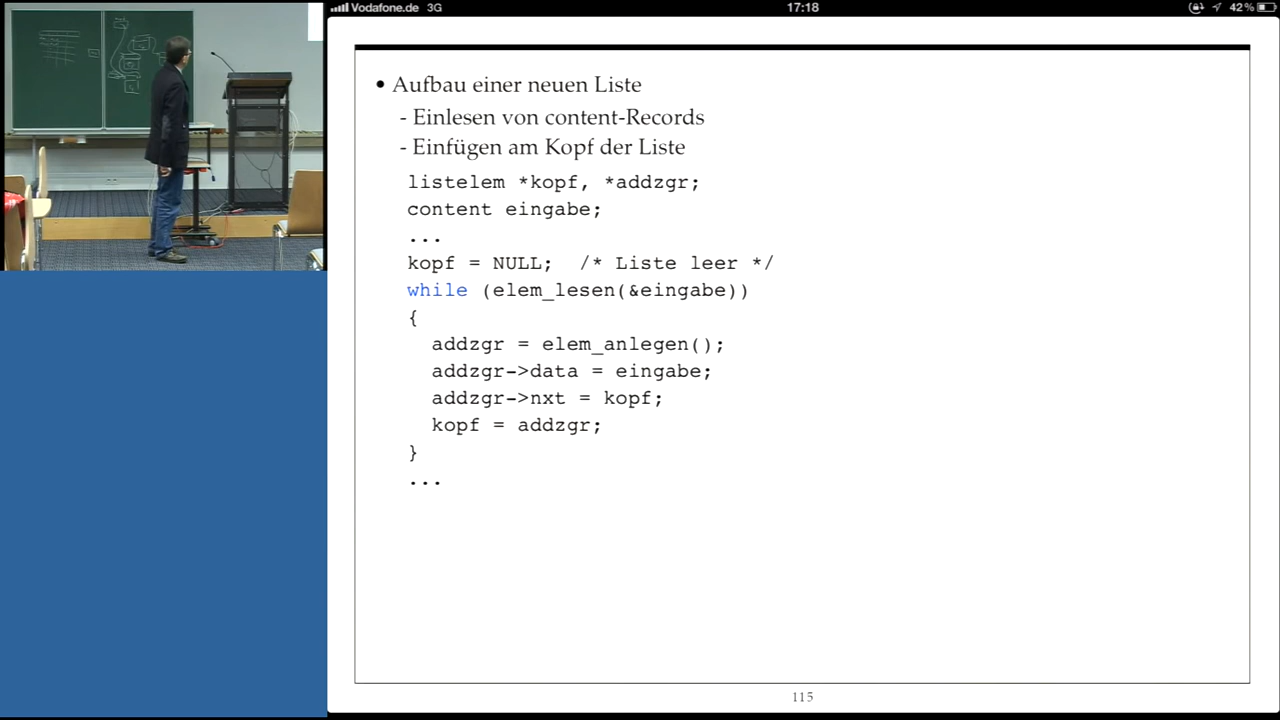 Vodafone.de 3G 17:18 42%
• Aufbau einer neuen Liste
- Einlesen von content-Records
- Einfügen am Kopf der Liste
listelem *kopf, *addzgr;
content eingabe;
...
kopf = NULL; /* Liste leer */
while (elem_lesen(&eingabe))
{
addzgr = elem_anlegen();
addzgr->data = eingabe;
addzgr->nxt = kopf;
kopf = addzgr;
}
...
115